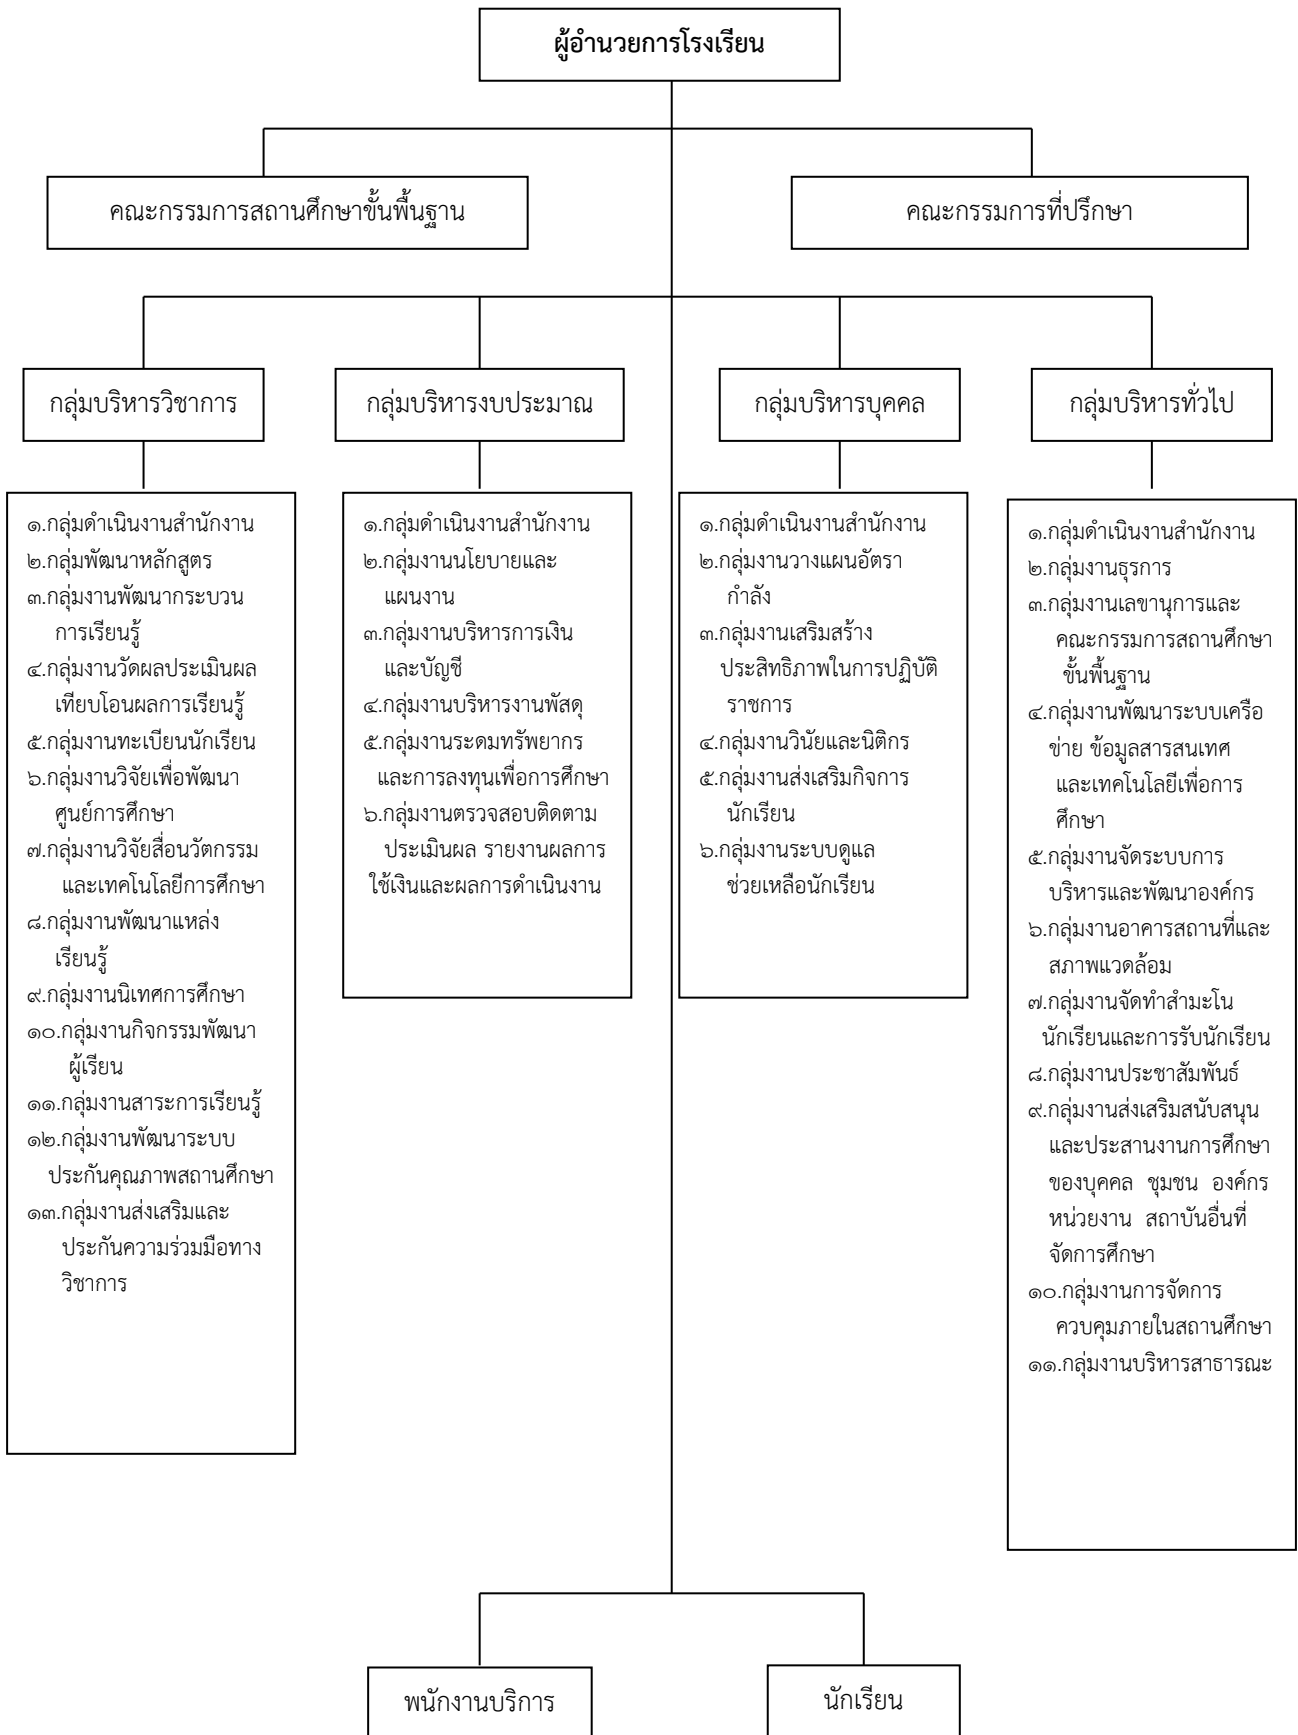 ผู้อำนวยการโรงเรียน
คณะกรรมการสถานศึกษาขั้นพื้นฐาน
คณะกรรมการที่ปรึกษา
กลุ่มบริหารวิชาการ
กลุ่มบริหารงบประมาณ
กลุ่มบริหารบุคคล
กลุ่มบริหารทั่วไป
๑.กลุ่มดำเนินงานสำนักงาน
๒.กลุ่มพัฒนาหลักสูตร
๓.กลุ่มงานพัฒนากระบวน
การเรียนรู้
๔.กลุ่มงานวัดผลประเมินผล
เทียบโอนผลการเรียนรู้
๕.กลุ่มงานทะเบียนนักเรียน
๖.กลุ่มงานวิจัยเพื่อพัฒนา
ศูนย์การศึกษา
๗.กลุ่มงานวิจัยสื่อนวัตกรรม
และเทคโนโลยีการศึกษา
๘.กลุ่มงานพัฒนาแหล่ง
เรียนรู้
๙.กลุ่มงานนิเทศการศึกษา
๑๐.กลุ่มงานกิจกรรมพัฒนา
ผู้เรียน
๑๑.กลุ่มงานสาระการเรียนรู้
๑๒.กลุ่มงานพัฒนาระบบ
ประกันคุณภาพสถานศึกษา
๑๓.กลุ่มงานส่งเสริมและ
ประกันความร่วมมือทาง
วิชาการ
๑.กลุ่มดำเนินงานสำนักงาน
๒.กลุ่มงานนโยบายและ
แผนงาน
๓.กลุ่มงานบริหารการเงิน
และบัญชี
๔.กลุ่มงานบริหารงานพัสดุ
๕.กลุ่มงานระดมทรัพยากร
และการลงทุนเพื่อการศึกษา
๖.กลุ่มงานตรวจสอบติดตาม
ประเมินผล รายงานผลการ
ใช้เงินและผลการดำเนินงาน
๑.กลุ่มดำเนินงานสำนักงาน
๒.กลุ่มงานวางแผนอัตรา
กำลัง
๓.กลุ่มงานเสริมสร้าง
ประสิทธิภาพในการปฏิบัติ
ราชการ
๔.กลุ่มงานวินัยและนิติกร
๕.กลุ่มงานส่งเสริมกิจการ
นักเรียน
๖.กลุ่มงานระบบดูแล
ช่วยเหลือนักเรียน
๑.กลุ่มดำเนินงานสำนักงาน
๒.กลุ่มงานธุรการ
๓.กลุ่มงานเลขานุการและ
คณะกรรมการสถานศึกษา
ขั้นพื้นฐาน
๔.กลุ่มงานพัฒนาระบบเครือ
ข่าย ข้อมูลสารสนเทศ
และเทคโนโลยีเพื่อการ
ศึกษา
๕.กลุ่มงานจัดระบบการ
บริหารและพัฒนาองค์กร
๖.กลุ่มงานอาคารสถานที่และ
สภาพแวดล้อม
๗.กลุ่มงานจัดทำสำมะโน
นักเรียนและการรับนักเรียน
๘.กลุ่มงานประชาสัมพันธ์
๙.กลุ่มงานส่งเสริมสนับสนุน
และประสานงานการศึกษา
ของบุคคล ชุมชน องค์กร
หน่วยงาน สถาบันอื่นที่
จัดการศึกษา
๑๐.กลุ่มงานการจัดการ
ควบคุมภายในสถานศึกษา
๑๑.กลุ่มงานบริหารสาธารณะ
พนักงานบริการ
นักเรียน